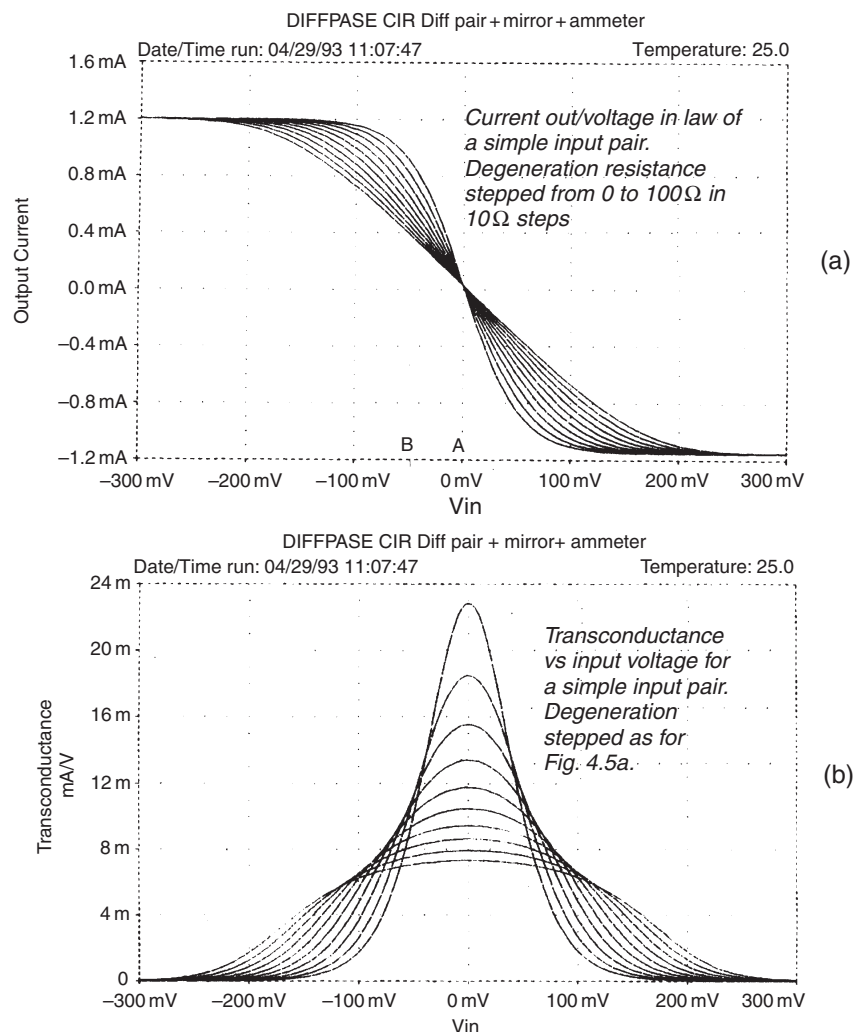 DIFFPASE CIR Diff pair + mirror + ammeter
Date/Time run: 04/29/93 11:07:47 Temperature: 25.0
1.6 mA
1.2 mA
0.8 mA
0.4 mA
0.0 mA
–0.4 mA
–0.8 mA
–1.2 mA
Output Current
Current out/voltage in law of
a simple input pair.
Degeneration resistance
stepped from 0 to 100Ω in
10Ω steps
(a)
B A
–300 mV –200 mV –100 mV 0 mV 100 mV 200 mV 300 mV
Vin
DIFFPASE CIR Diff pair + mirror+ ammeter
Date/Time run: 04/29/93 11:07:47 Temperature: 25.0
24 m
20 m
16 m
12 m
8 m
4 m
0
Transconductance
mA/V
Transconductance
vs input voltage for
a simple input pair.
Degeneration
stepped as for
Fig. 4.5a.
(b)
–300 mV –200 mV –100 mV 0 mV 100 mV 200 mV 300 mV
Vin